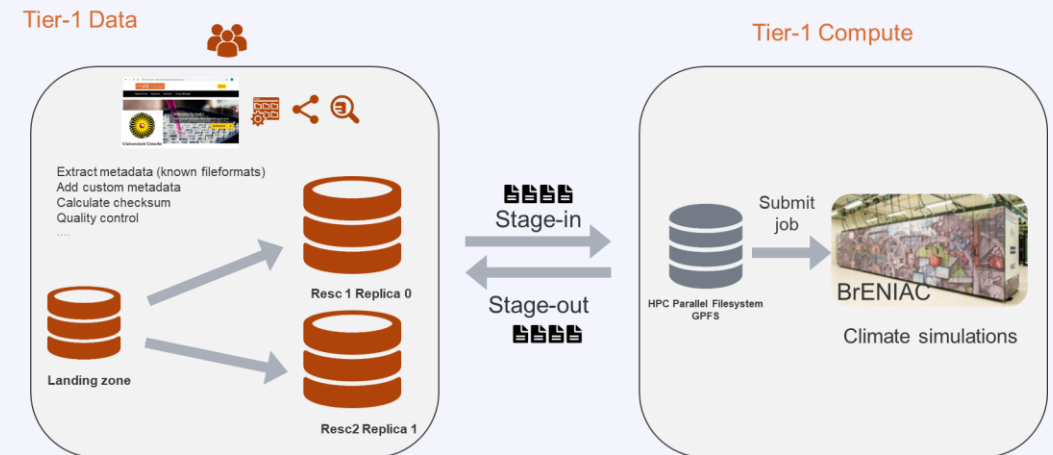 Tier-1 Data
Tier-1 Compute
Universiteit Utrecht
Extract metadata (known fileformats)
Add custom metadata
Calculate checksum
Quality control
....
Landing zone
Resc 1 Replica 0
Resc2 Replica 1
Stage-in
Stage-out
HPC Parallel Filesystem
GPFS
Submit
job
BrENIAC
Climate simulations